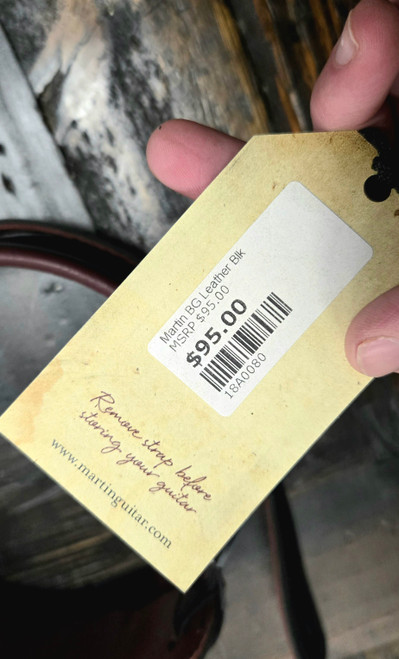 Martin BG Leather Blk
MSRP $95.00
$95.00
18A0080
Remove strap before
storing your guitar
www.martinguitar.com